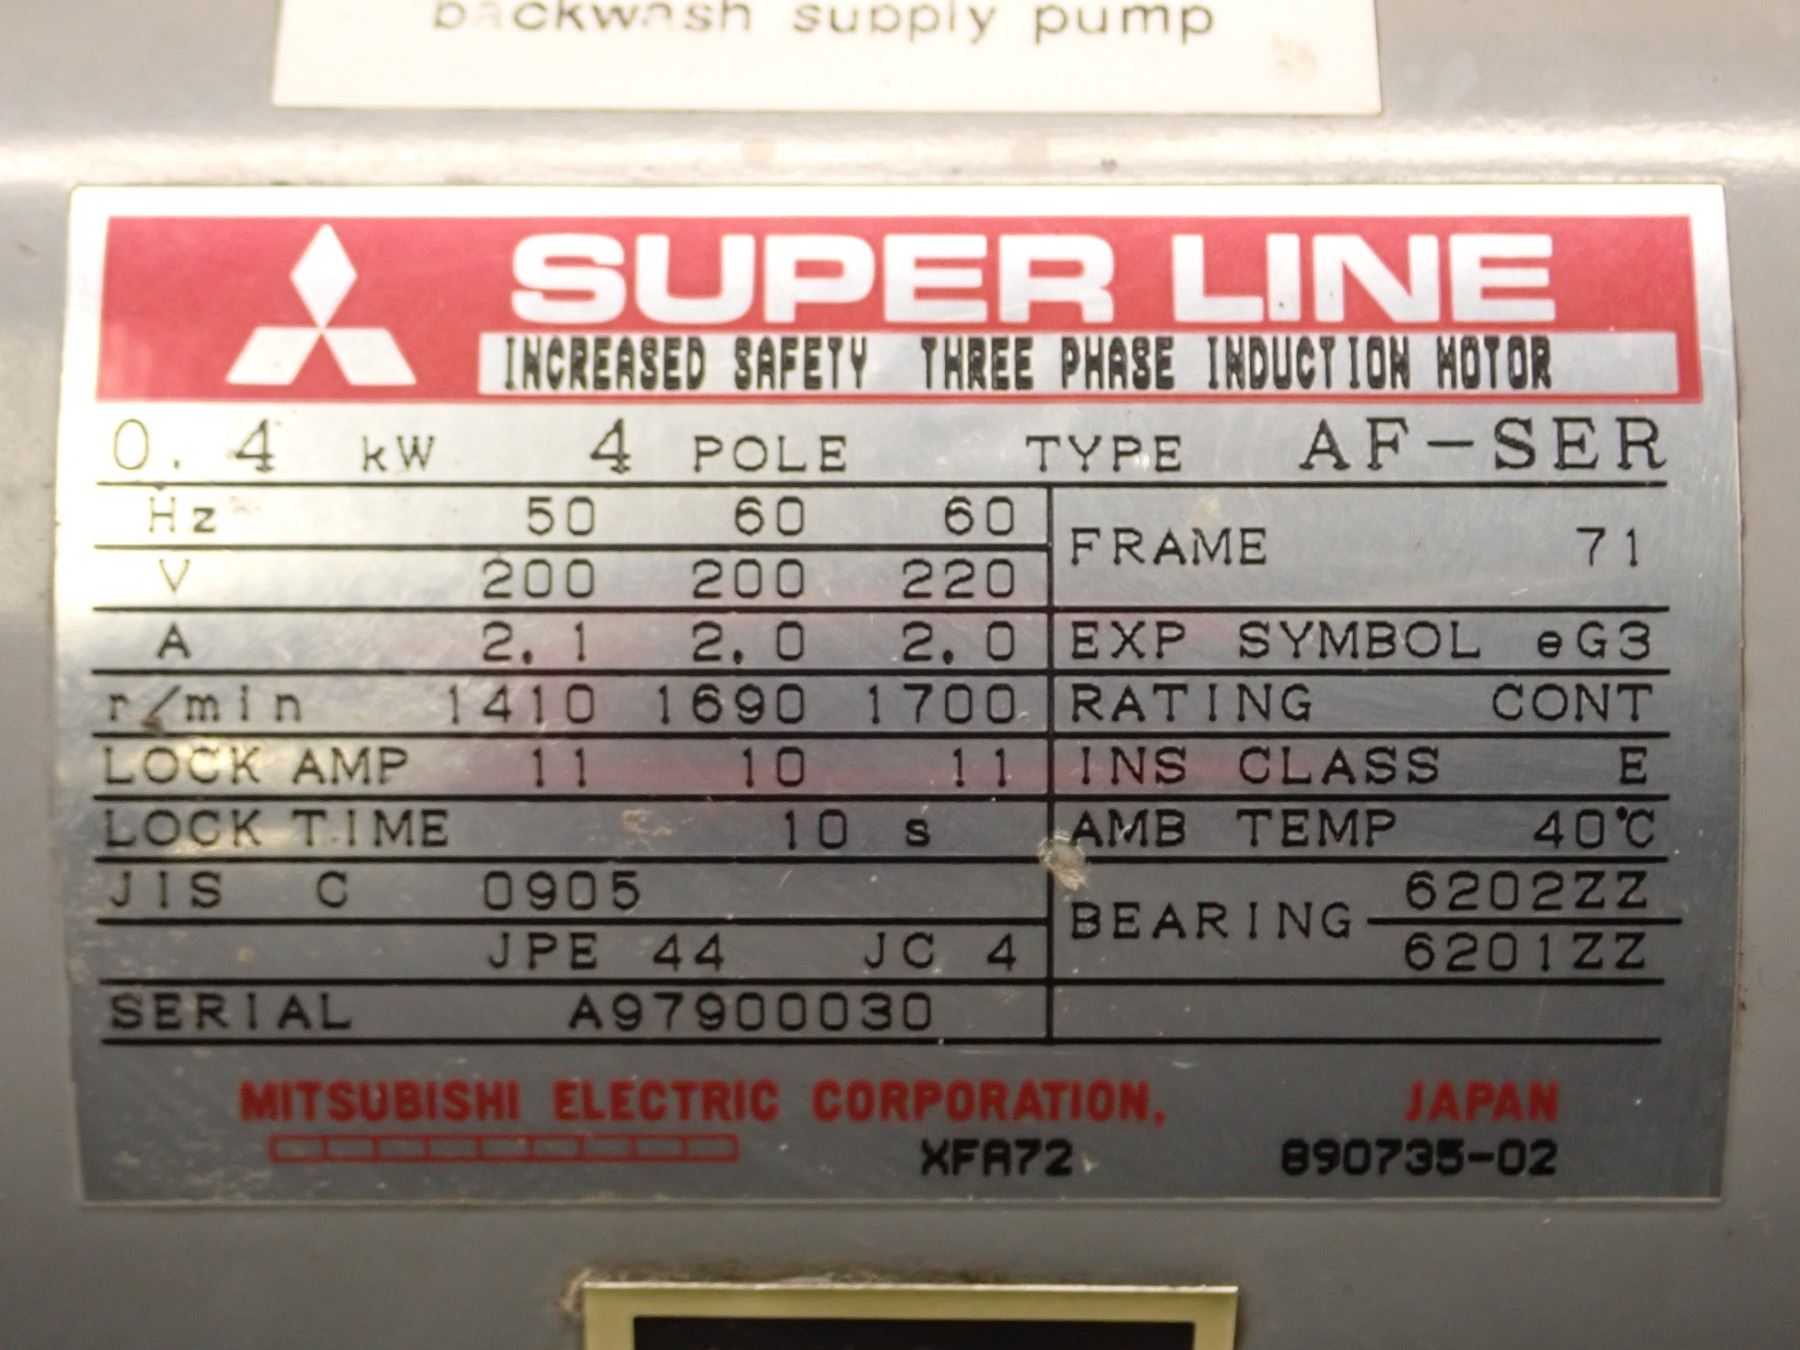 backwash supply pump
SUPER LINE
INCREASED SAFETY THREE PHASE INDUCTION MOTOR
0.4 kW 4 POLE TYPE AF-SER
Hz 50 60 60
FRAME 71
V 200 200 220
A 2.1 2.0 2.0 EXP SYMBOL eG3
r/min 1410 1690 1700 RATING CONT
LOCK AMP 11 10 11 INS CLASS E
LOCK TIME 10 s AMB TEMP 40°C
JIS C 0905
BEARING 6202ZZ
6201ZZ
JPE 44 JC 4
SERIAL A97900030
MITSUBISHI ELECTRIC CORPORATION, JAPAN
XFA72 890735-02